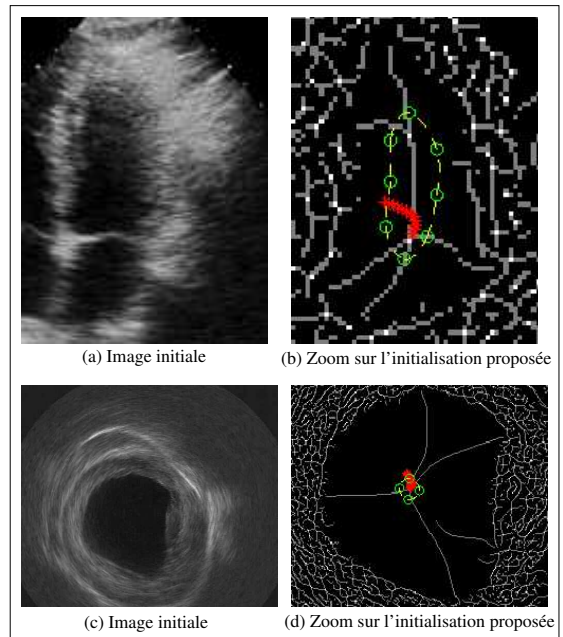 (a) Image initiale
(b) Zoom sur l'initialisation proposée
(c) Image initiale
(d) Zoom sur l'initialisation proposée